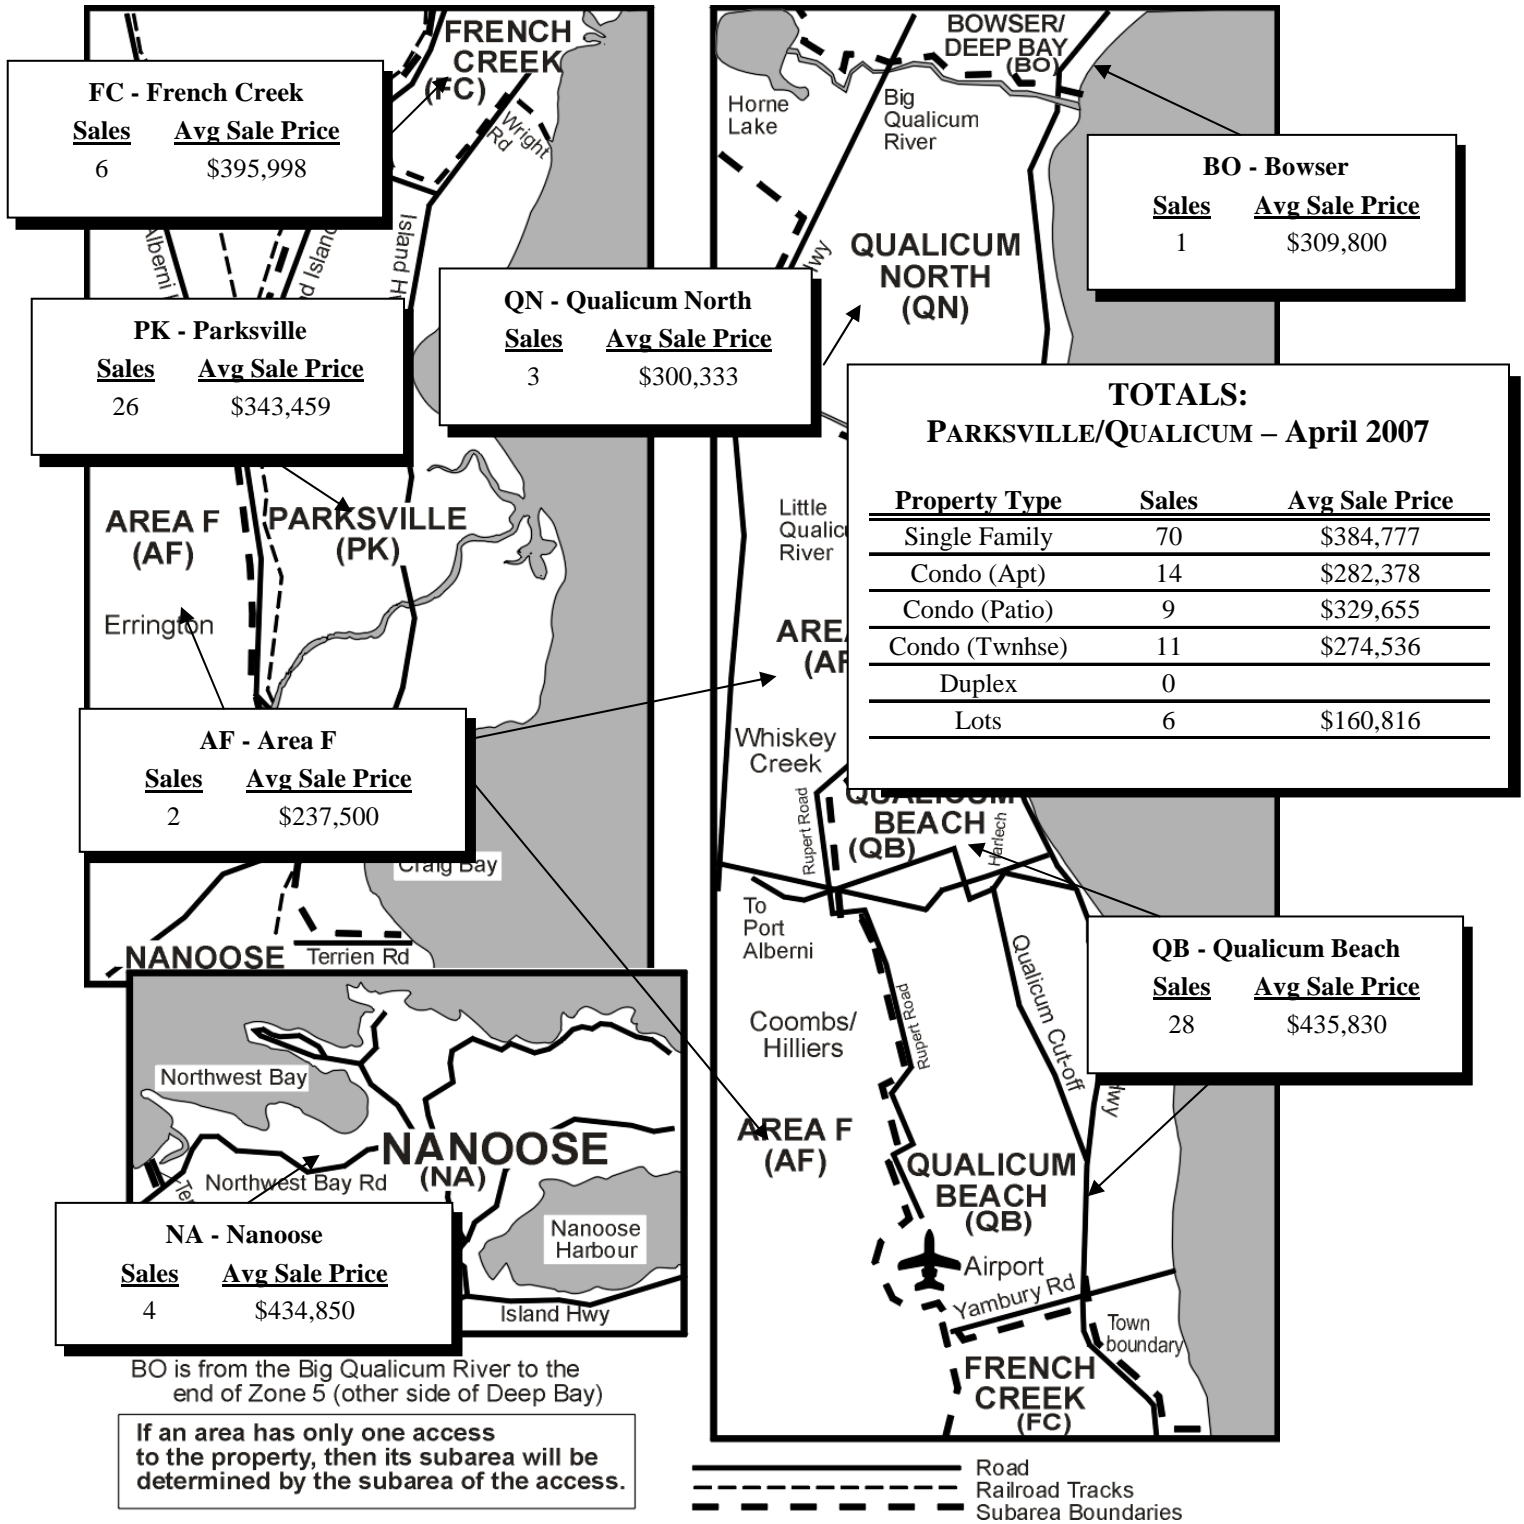 FRENCH
CREEK
(FC)
Wright
Rd
FC - French Creek
Sales Avg Sale Price
6 $395,998
Island
PK - Parksville
Sales Avg Sale Price
26 $343,459
AREA F
(AF)
PARKSVILLE
(PK)
Errington
AF - Area F
Sales Avg Sale Price
2 $237,500
Craig Bay
NANOOSE
Terrien Rd
Northwest Bay
NANOOSE
(NA)
Northwest Bay Rd
Nanoose
Harbour
Island Hwy
NA - Nanoose
Sales Avg Sale Price
4 $434,850
BO is from the Big Qualicum River to the
end of Zone 5 (other side of Deep Bay)
If an area has only one access
to the property, then its subarea will be
determined by the subarea of the access.
BOWSER/
DEEP BAY
(BO)
Horne
Lake
Big
Qualicum
River
BO - Bowser
Sales Avg Sale Price
1 $309,800
QUALICUM
NORTH
(QN)
QN - Qualicum North
Sales Avg Sale Price
3 $300,333
TOTALS:
PARKSVILLE/QUALICUM – April 2007
Property Type Sales Avg Sale Price
Single Family 70 $384,777
Condo (Apt) 14 $282,378
Condo (Patio) 9 $329,655
Condo (Twnhse) 11 $274,536
Duplex 0
Lots 6 $160,816
Little
River
Whiskey
Creek
Rupert Road
QUALICUM
BEACH
(QB)
Harlech
To
Port
Alberni
QB - Qualicum Beach
Sales Avg Sale Price
28 $435,830
Qualicum Cut-off
Rupert Road
Coombs/
Hilliers
Hwy
AREA F
(AF)
QUALICUM
BEACH
(QB)
Airport
Yambury Rd
Town
boundary
FRENCH
CREEK
(FC)
Road
Railroad Tracks
Subarea Boundaries